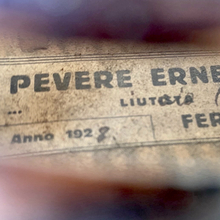 PEVERE ERNE
LIUTAIO
... FER
Anno 192